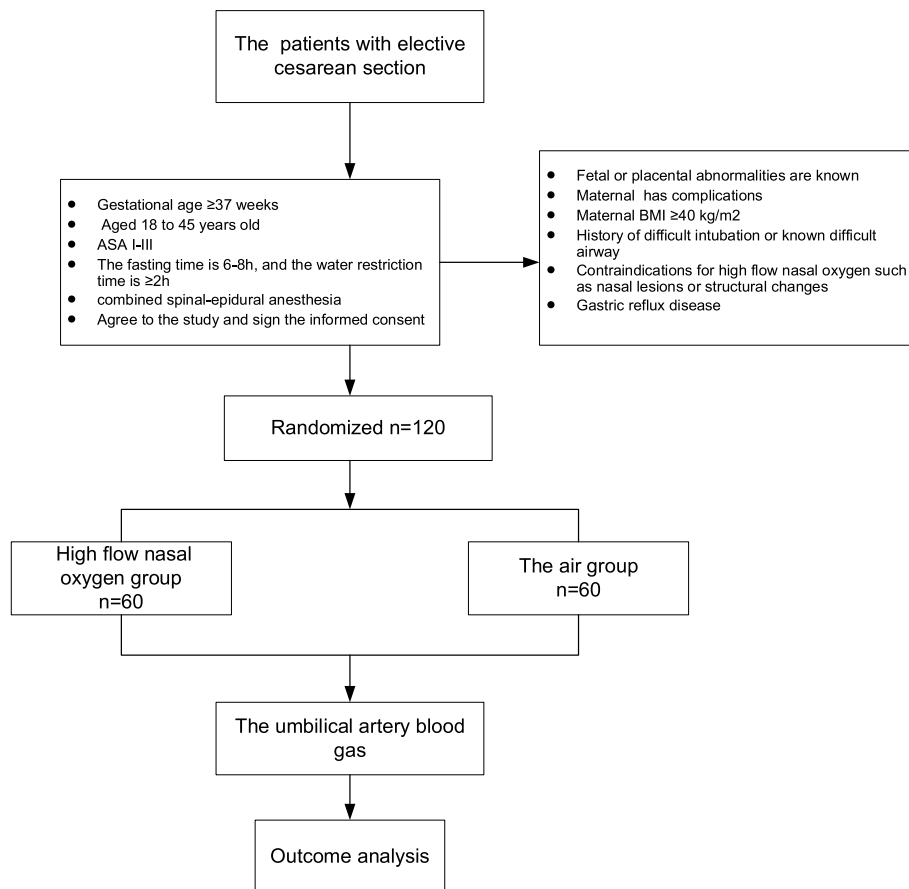 The patients with elective
cesarean section
● Gestational age ≥37 weeks
● Aged 18 to 45 years old
● ASA I-III
● The fasting time is 6-8h, and the water restriction
time is ≥2h
● combined spinal-epidural anesthesia
● Agree to the study and sign the informed consent
● Fetal or placental abnormalities are known
● Maternal has complications
● Maternal BMI ≥40 kg/m2
● History of difficult intubation or known difficult
airway
● Contraindications for high flow nasal oxygen such
as nasal lesions or structural changes
● Gastric reflux disease
Randomized n=120
High flow nasal
oxygen group
n=60
The air group
n=60
The umbilical artery blood
gas
Outcome analysis